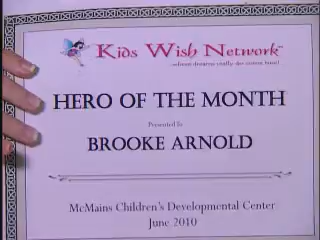 Kids Wish Network™
...where dreams really do come true!
HERO OF THE MONTH
Presented To
BROOKE ARNOLD
McMains Children's Developmental Center
June 2010